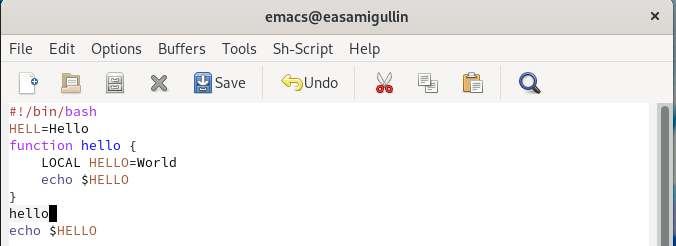 emacs@easamigullin ×
File Edit Options Buffers Tools Sh-Script Help
Save Undo
#!/bin/bash
HELL=Hello
function hello {
    LOCAL HELLO=World
    echo $HELLO
}
hello
echo $HELLO